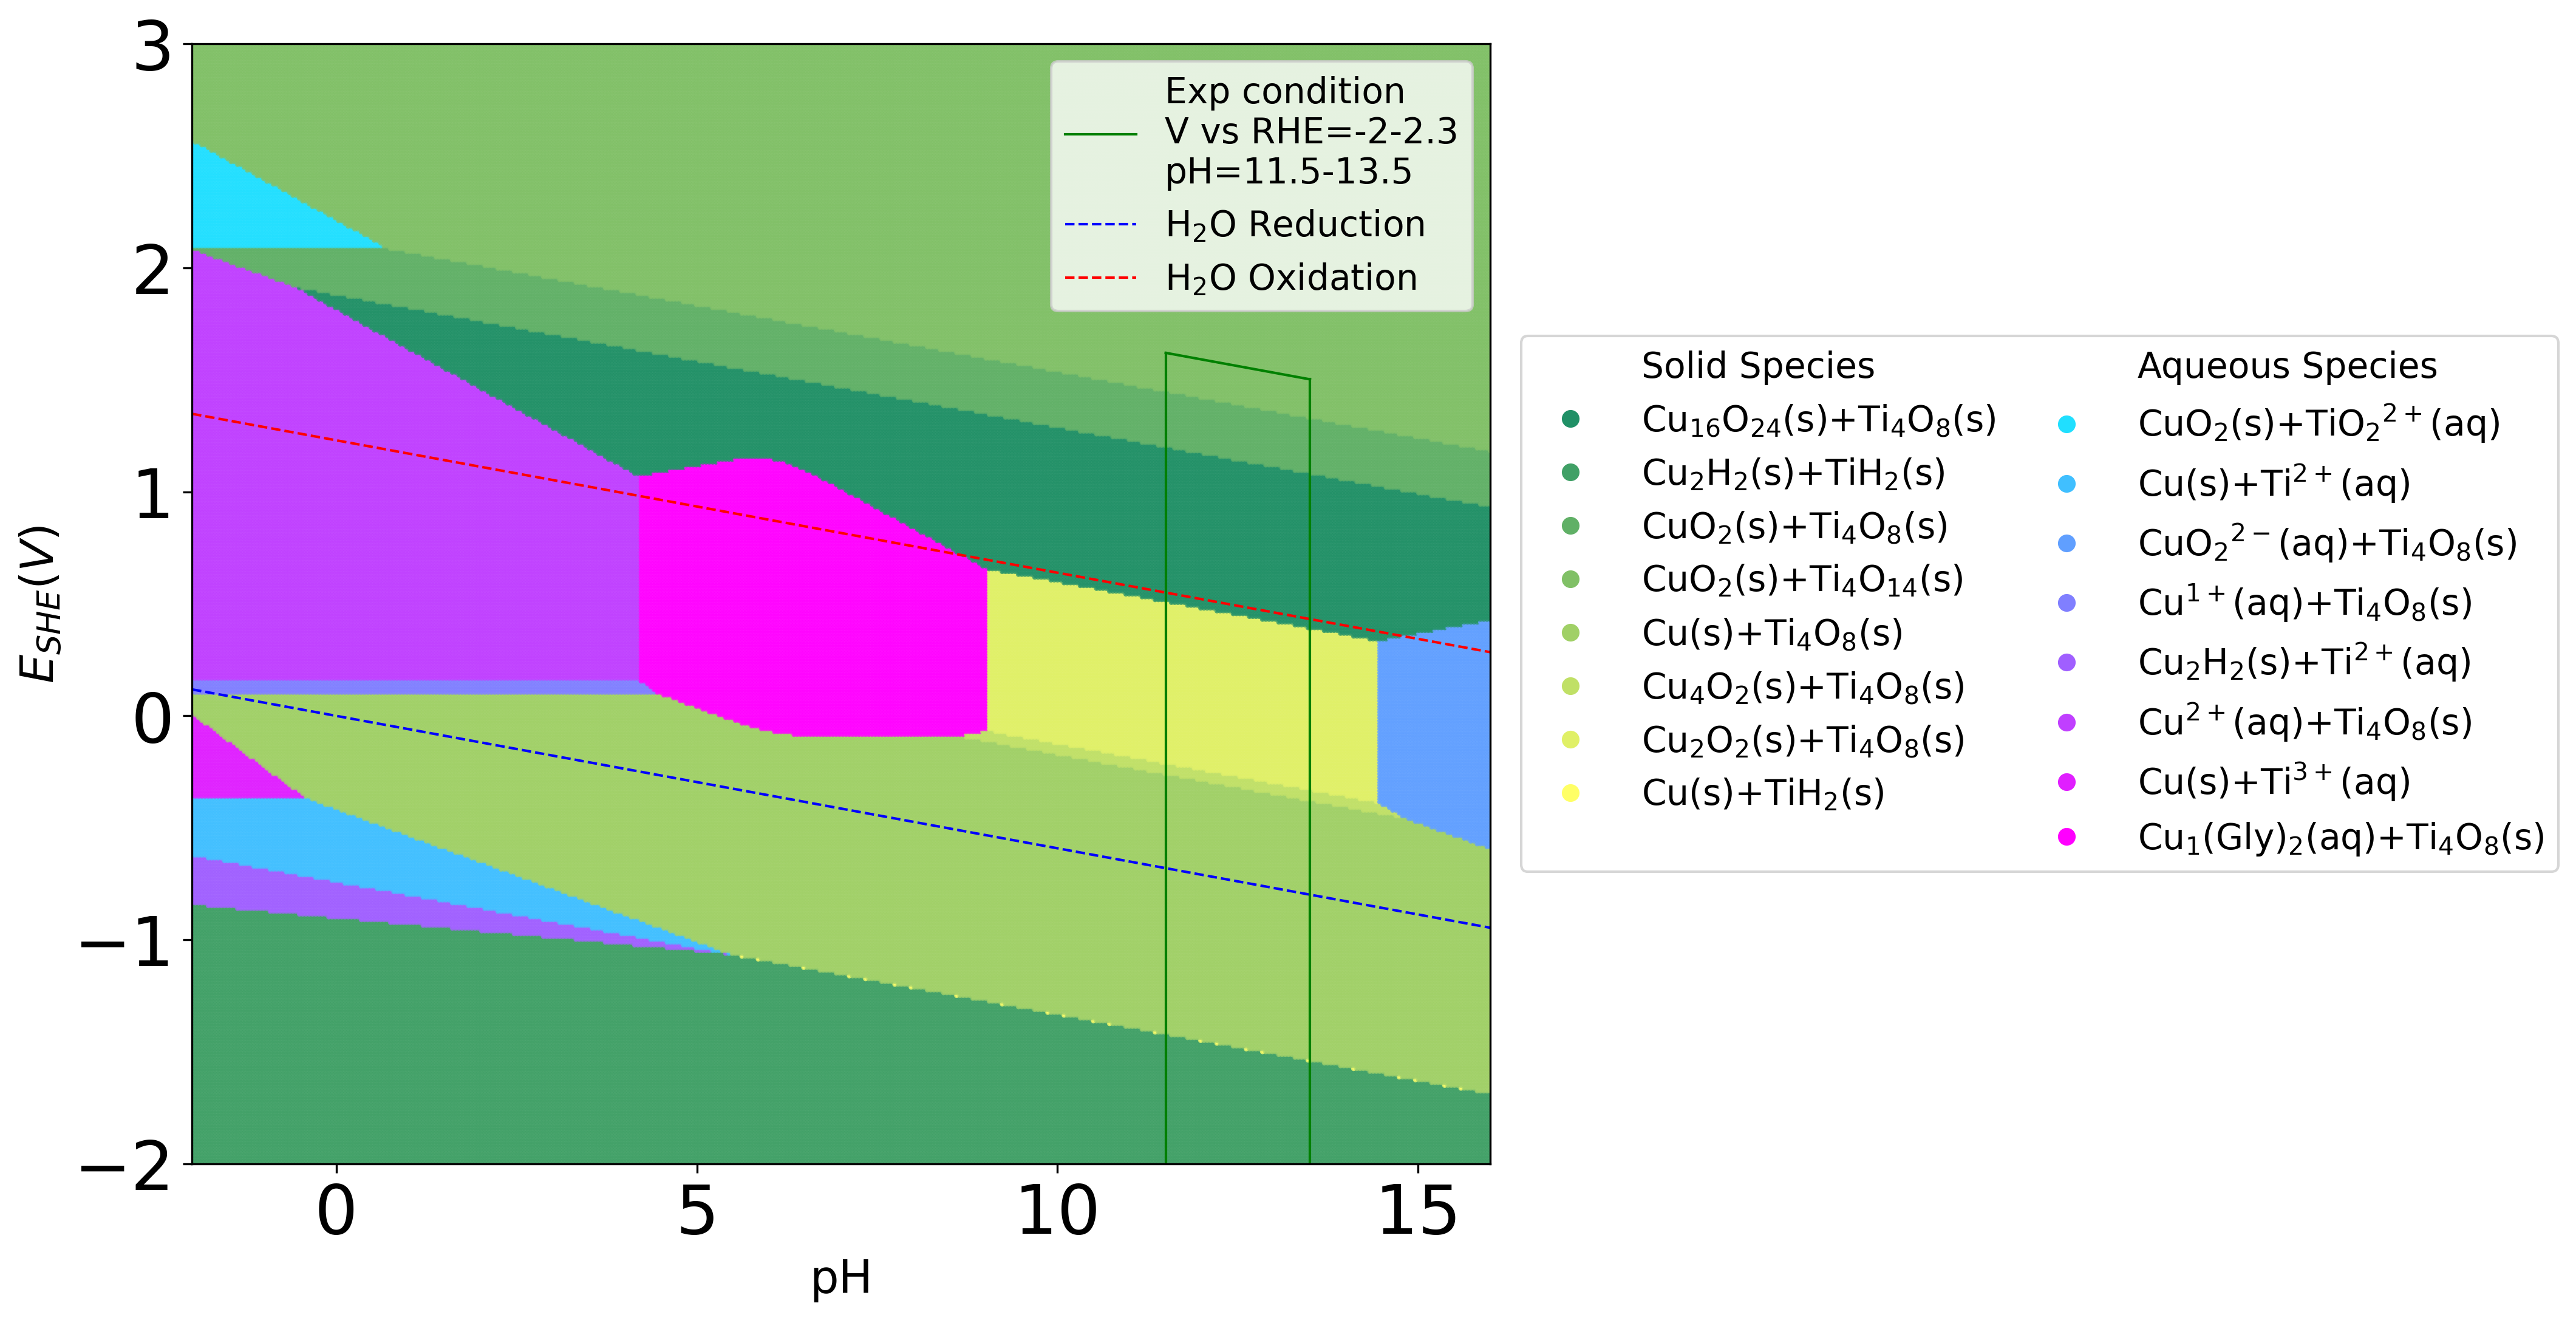 3
2
1
0
−1
−2
E_{SHE}(V)
0
5
10
15
pH
Exp condition
V vs RHE=-2-2.3
pH=11.5-13.5
H₂O Reduction
H₂O Oxidation
Solid Species
Cu₁₆O₂₄(s)+Ti₄O₈(s)
Cu₂H₂(s)+TiH₂(s)
CuO₂(s)+Ti₄O₈(s)
CuO₂(s)+Ti₄O₁₄(s)
Cu(s)+Ti₄O₈(s)
Cu₄O₂(s)+Ti₄O₈(s)
Cu₂O₂(s)+Ti₄O₈(s)
Cu(s)+TiH₂(s)
Aqueous Species
CuO₂(s)+TiO₂²⁺(aq)
Cu(s)+Ti²⁺(aq)
CuO₂²⁻(aq)+Ti₄O₈(s)
Cu¹⁺(aq)+Ti₄O₈(s)
Cu₂H₂(s)+Ti²⁺(aq)
Cu²⁺(aq)+Ti₄O₈(s)
Cu(s)+Ti³⁺(aq)
Cu₁(Gly)₂(aq)+Ti₄O₈(s)